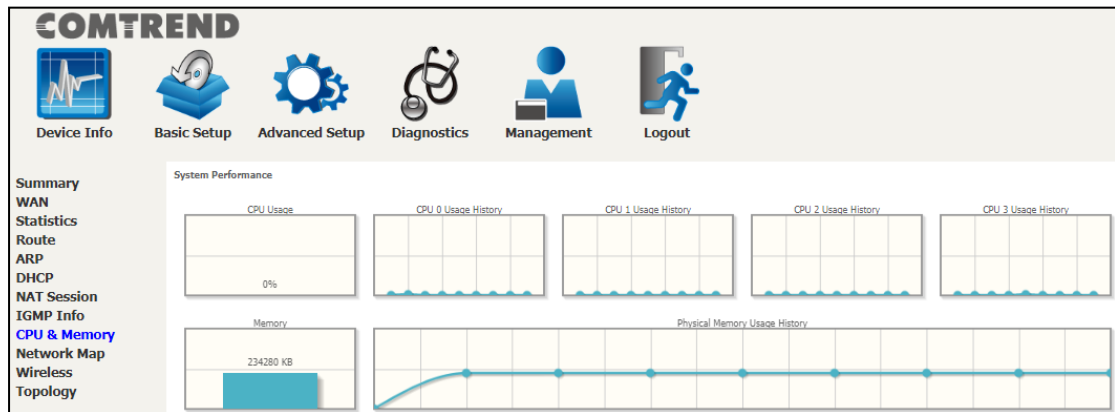 COMTREND
Device Info Basic Setup Advanced Setup Diagnostics Management Logout
Summary
WAN
Statistics
Route
ARP
DHCP
NAT Session
IGMP Info
CPU & Memory
Network Map
Wireless
Topology
System Performance
CPU Usage CPU 0 Usage History CPU 1 Usage History CPU 2 Usage History CPU 3 Usage History
0%
Memory Physical Memory Usage History
234280 KB